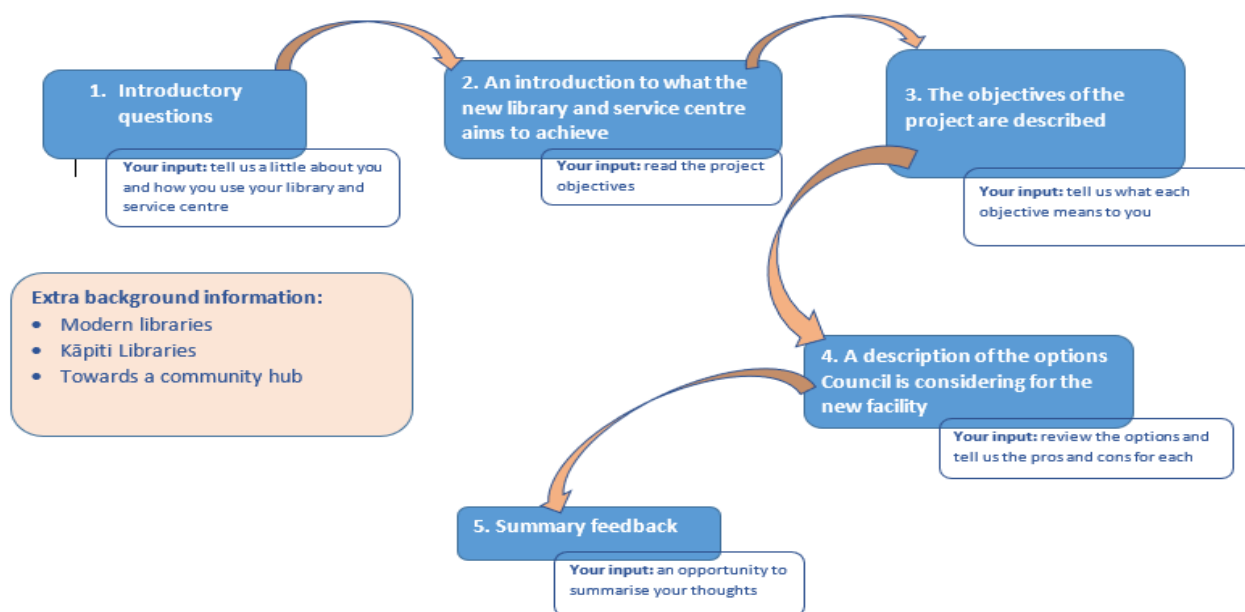 1. Introductory
questions
Your input: tell us a little about you
and how you use your library and
service centre
2. An introduction to what the
new library and service centre
aims to achieve
Your input: read the project
objectives
3. The objectives of the
project are described
Your input: tell us what each
objective means to you
Extra background information:
• Modern libraries
• Kāpiti Libraries
• Towards a community hub
4. A description of the options
Council is considering for the
new facility
Your input: review the options and
tell us the pros and cons for each
5. Summary feedback
Your input: an opportunity to
summarise your thoughts